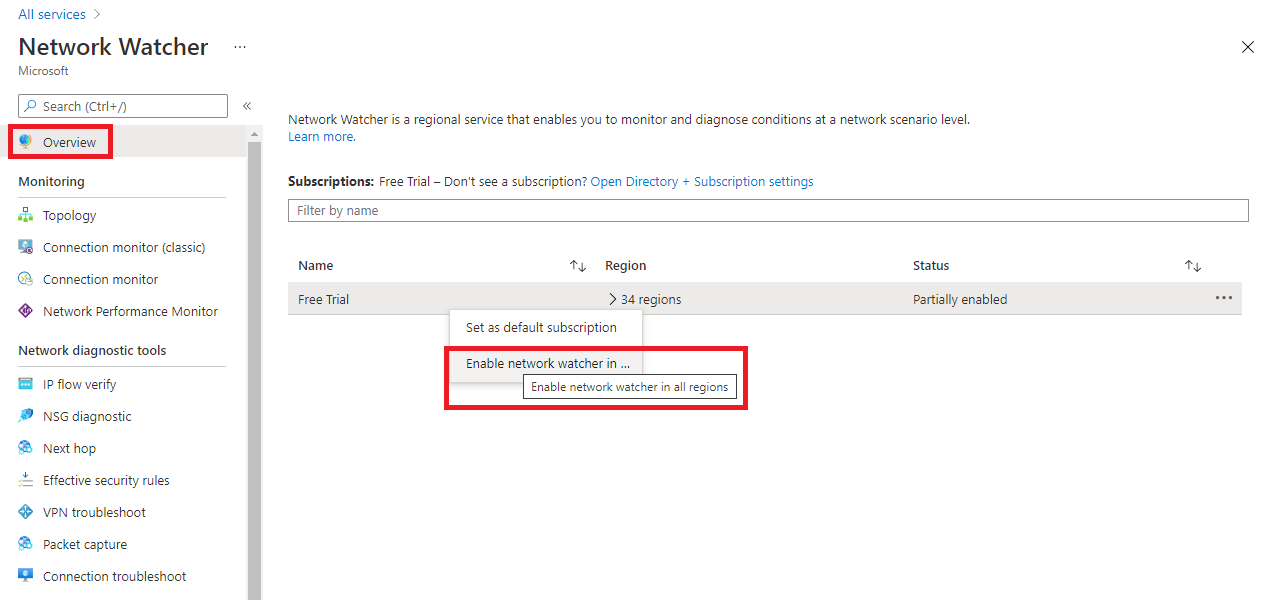 All services
Network Watcher ...
Microsoft
Search (Ctrl+/)
Overview
Monitoring
Topology
Connection monitor (classic)
Connection monitor
Network Performance Monitor
Network diagnostic tools
IP flow verify
NSG diagnostic
Next hop
Effective security rules
VPN troubleshoot
Packet capture
Connection troubleshoot
Network Watcher is a regional service that enables you to monitor and diagnose conditions at a network scenario level.
Learn more.
Subscriptions: Free Trial – Don't see a subscription? Open Directory + Subscription settings
Filter by name
Name Region Status
Free Trial 34 regions Partially enabled ...
Set as default subscription
Enable network watcher in ...
Enable network watcher in all regions